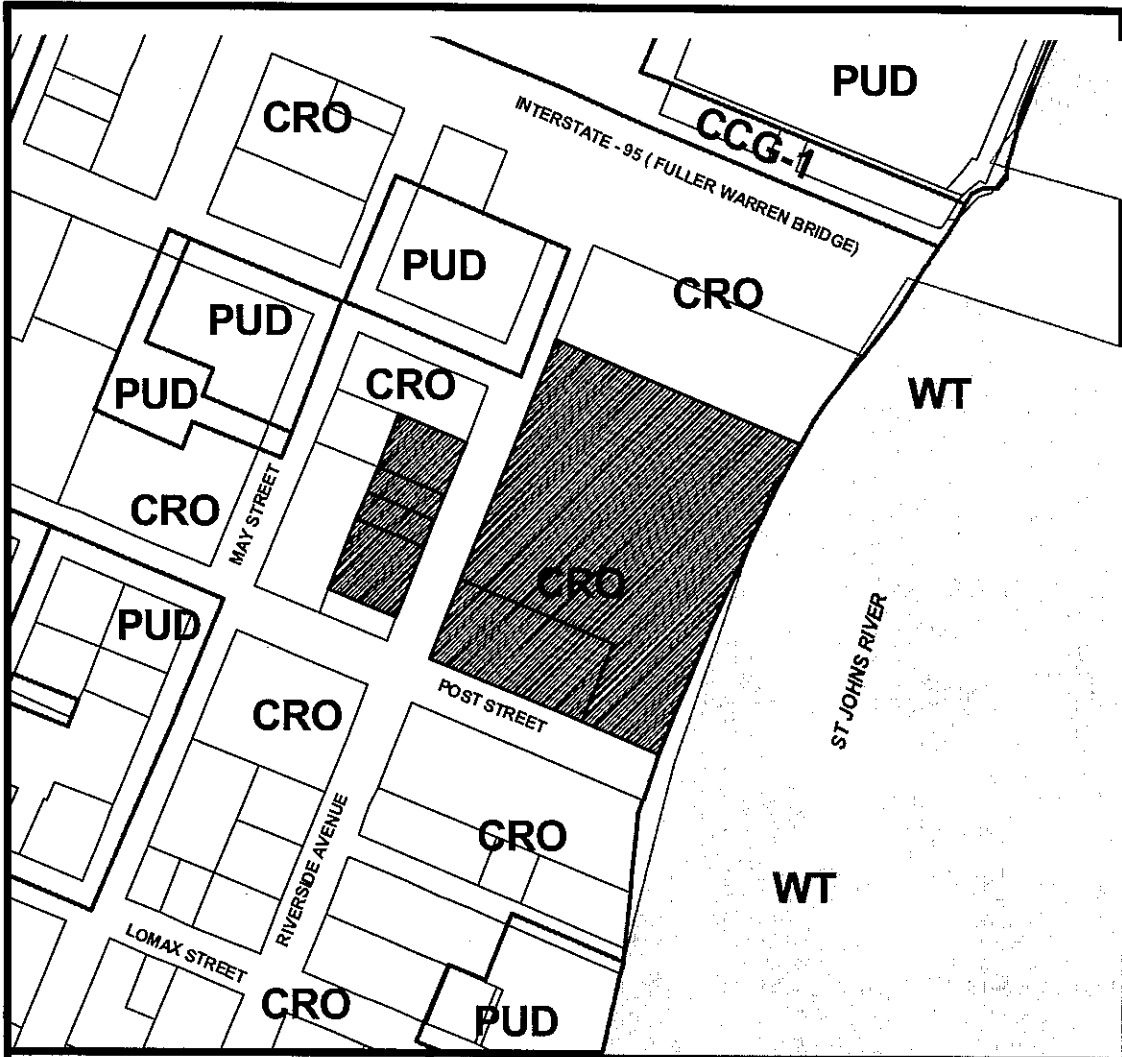 PUD
CRO
CCG-1
INTERSTATE - 95 ( FULLER WARREN BRIDGE)
PUD
CRO
PUD
CRO
PUD
WT
CRO
MAY STREET
CRO
PUD
ST JOHNS RIVER
POST STREET
CRO
RIVERSIDE AVENUE
CRO
WT
LOMAX STREET
CRO
PUD